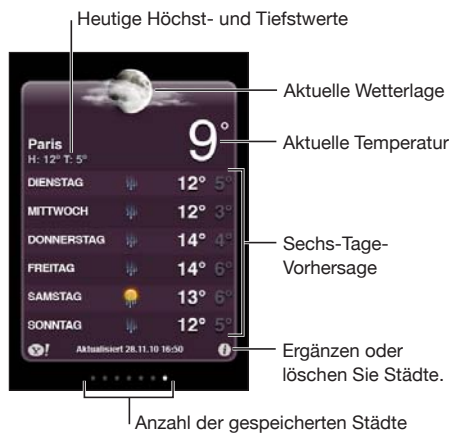 Heutige Höchst- und Tiefstwerte
Aktuelle Wetterlage
9°
Aktuelle Temperatur
Paris
H: 12° T: 5°
DIENSTAG 12° 5°
MITTWOCH 12° 3°
DONNERSTAG 14° 4°
FREITAG 14° 6°
SAMSTAG 13° 6°
SONNTAG 12° 5°
Sechs-Tage-
Vorhersage
Y! Aktualisiert 28.11.10 16:50 i
Ergänzen oder
löschen Sie Städte.
Anzahl der gespeicherten Städte